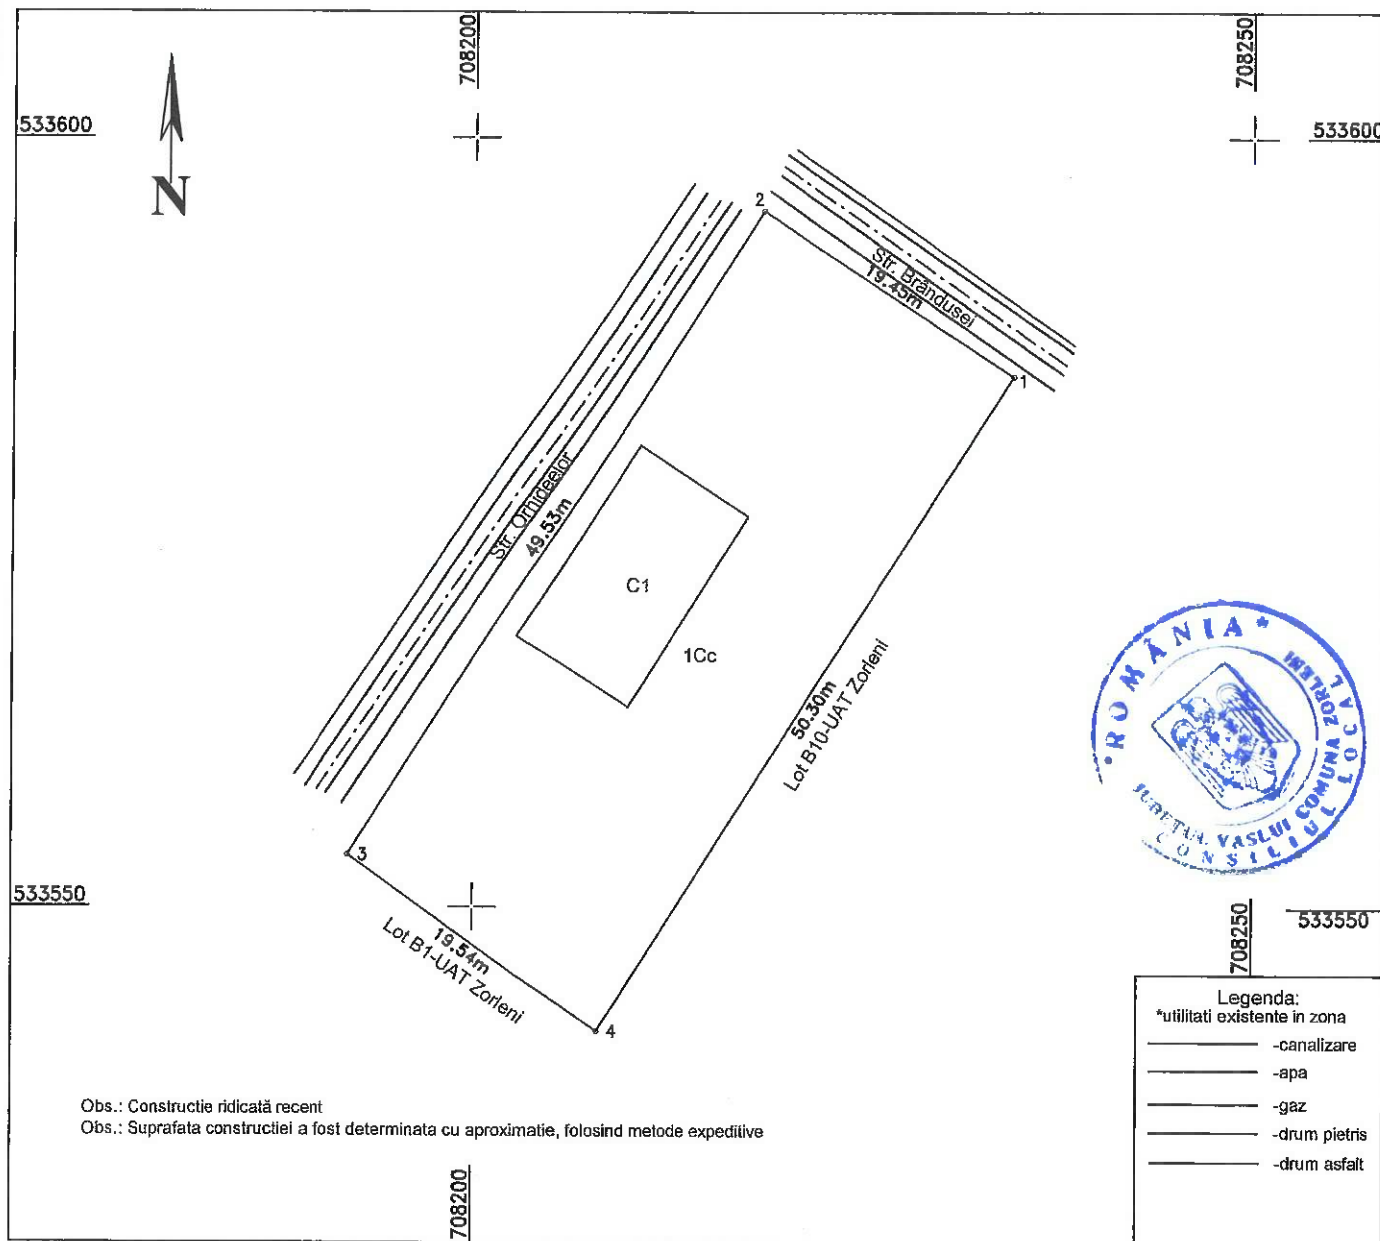 708200
708250
533600
533600
N
2
Str. Brândusei
19.45m
1
Str. Orhideelor
49.53m
C1
1Cc
50.30m
Lot B10-UAT Zorleni
*ROMÂNIA*
JUDEȚUL VASLUI COMUNA ZORLENI
CONSILIUL LOCAL
3
533550
19.54m
Lot B1-UAT Zorleni
4
708250
533550
Legenda:
*utilitati existente in zona
-canalizare
-apa
-gaz
-drum pietris
-drum asfalt
Obs.: Constructie ridicată recent
Obs.: Suprafata constructiei a fost determinata cu aproximatie, folosind metode expeditive
708200